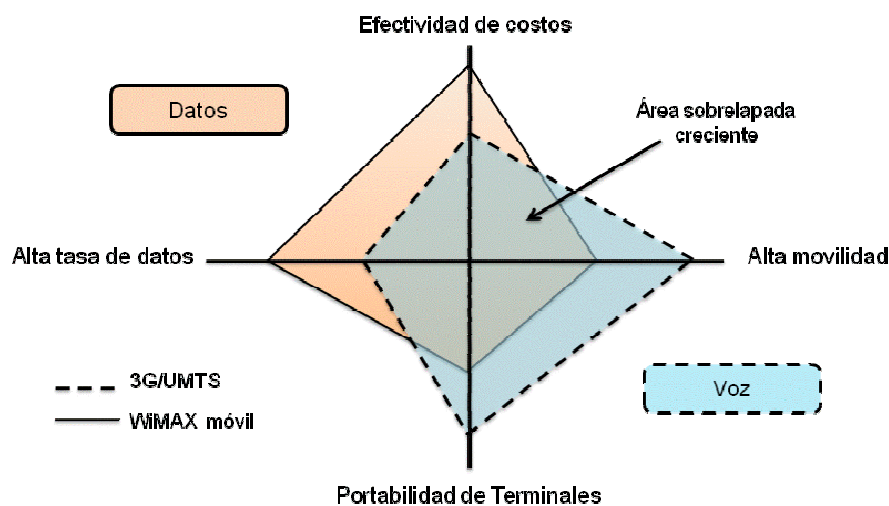 Efectividad de costos
Datos
Área sobrelapada
creciente
Alta tasa de datos
Alta movilidad
3G/UMTS
WiMAX móvil
Voz
Portabilidad de Terminales